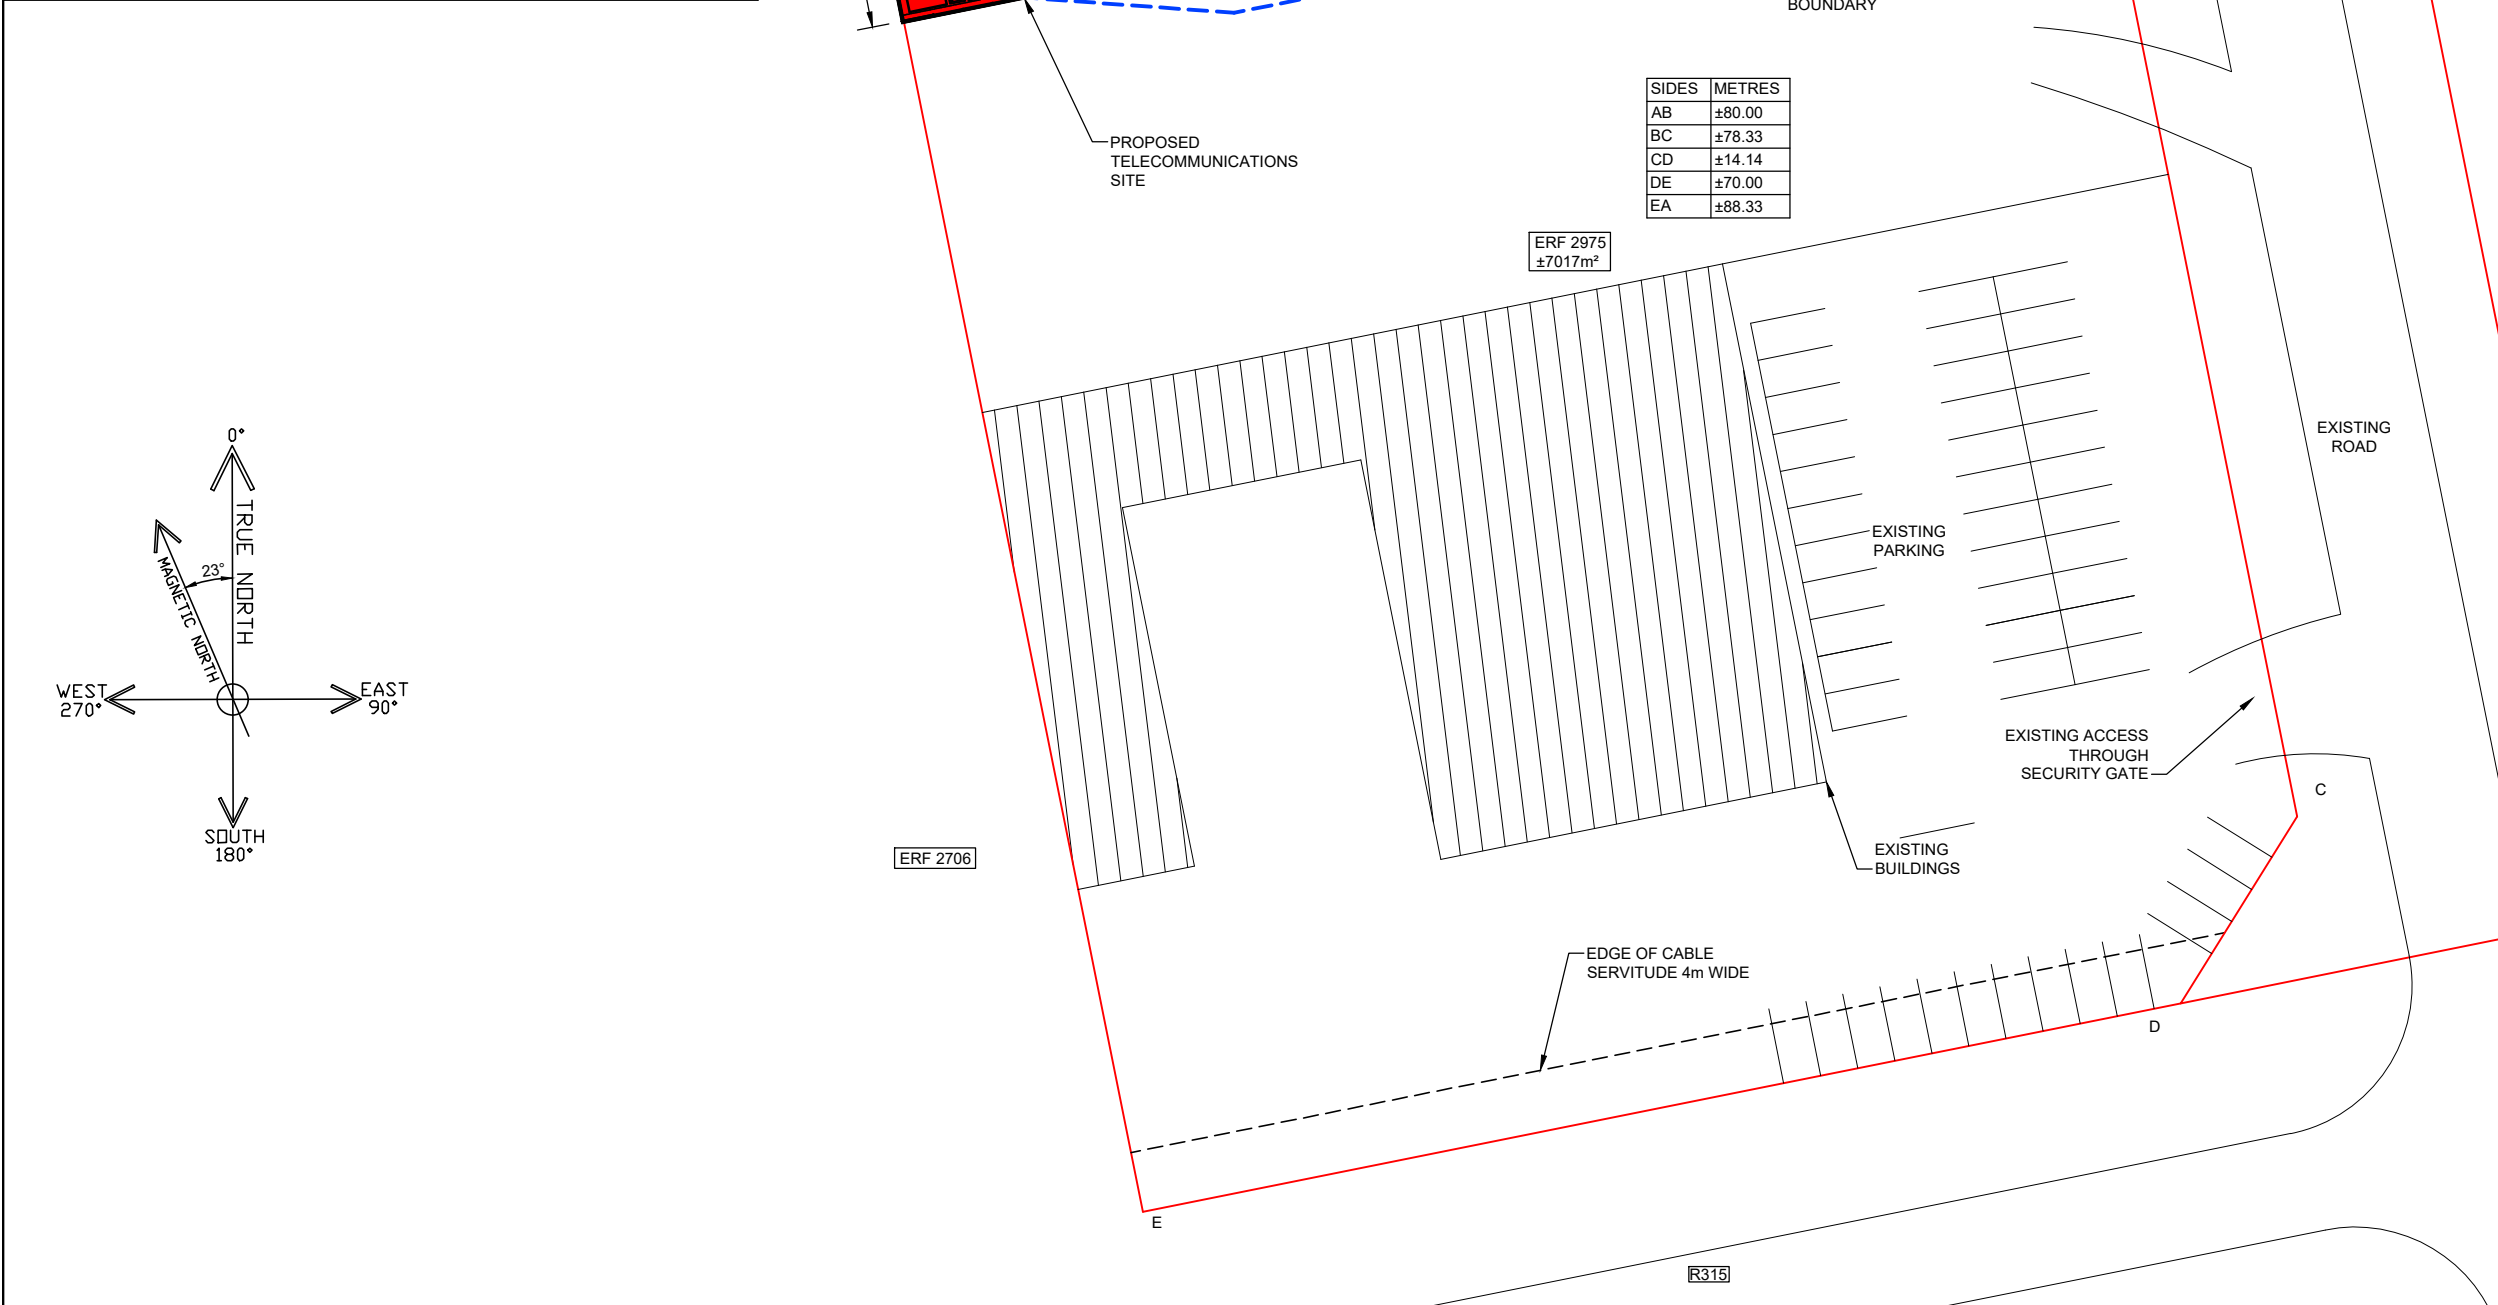 BOUNDARY
SIDES METRES
AB ±80.00
BC ±78.33
CD ±14.14
DE ±70.00
EA ±88.33
PROPOSED
TELECOMMUNICATIONS
SITE
ERF 2975
±7017m²
EXISTING
ROAD
0°
TRUE NORTH
MAGNETIC NORTH
23°
WEST
270°
EAST
90°
SOUTH
180°
EXISTING
PARKING
EXISTING ACCESS
THROUGH
SECURITY GATE
C
ERF 2706
EXISTING
BUILDINGS
EDGE OF CABLE
SERVITUDE 4m WIDE
D
E
R315